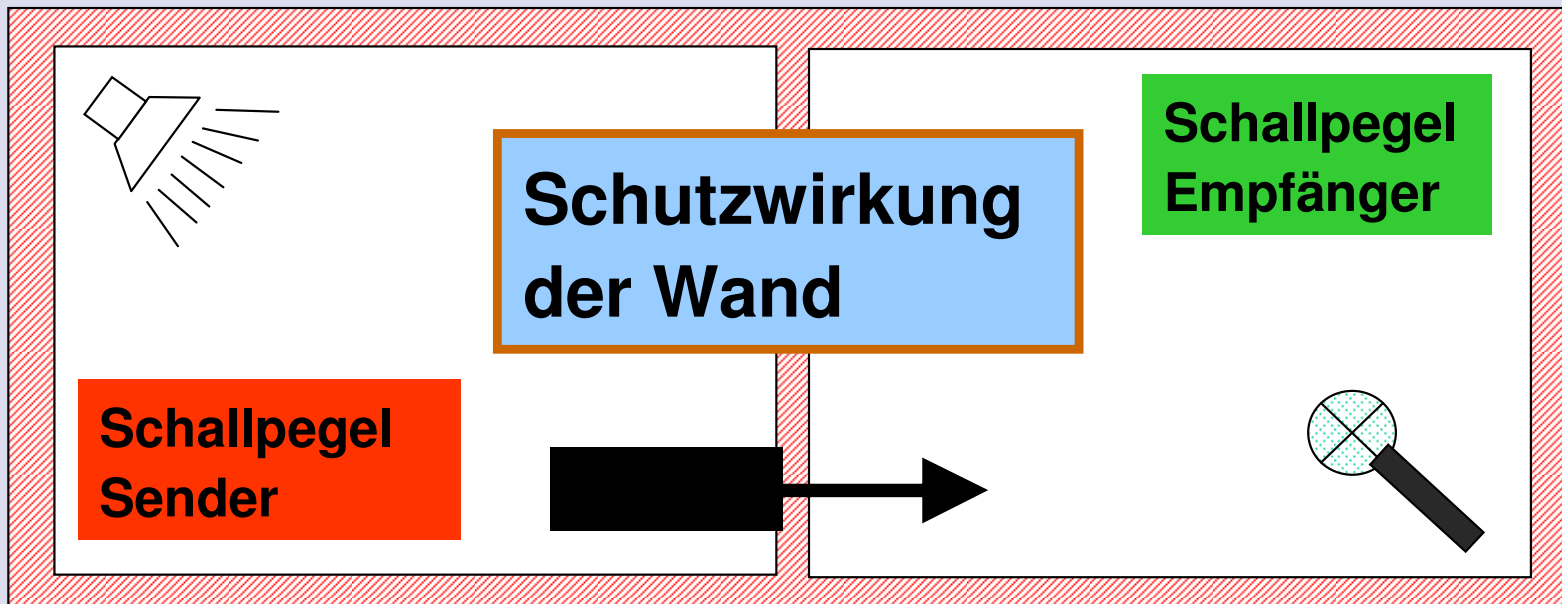 Schallpegel
Empfänger
Schutzwirkung
der Wand
Schallpegel
Sender